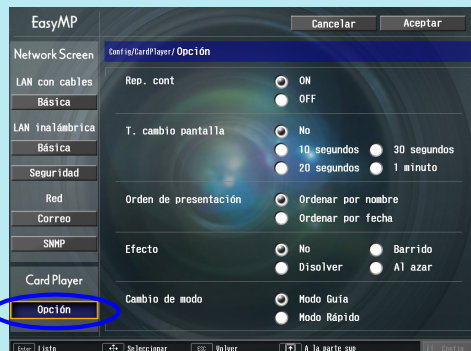 EasyMP
Cancelar
Aceptar
Network Screen
Config/CardPlayer/Opción
LAN con cables
Básica
LAN inalámbrica
Básica
Seguridad
Red
Correo
SNMP
Card Player
Opción
Rep. cont
ON
OFF
T. cambio pantalla
No
10 segundos 30 segundos
20 segundos 1 minuto
Orden de presentación
Ordenar por nombre
Ordenar por fecha
Efecto
No Barrido
Disolver Al azar
Cambio de modo
Modo Guía
Modo Rápido
Enter Listo Seleccionar ESC Volver A la parte sup